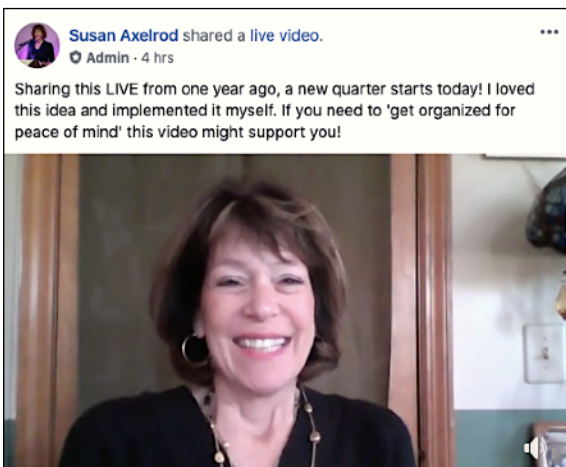 Susan Axelrod shared a live video.
Admin · 4 hrs
Sharing this LIVE from one year ago, a new quarter starts today! I loved
this idea and implemented it myself. If you need to 'get organized for
peace of mind' this video might support you!